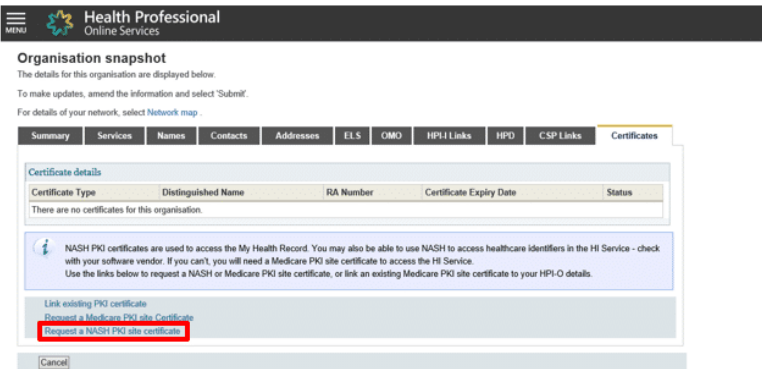 MENU
Health Professional
Online Services
Organisation snapshot
The details for this organisation are displayed below.
To make updates, amend the information and select 'Submit'.
For details of your network, select Network map .
Summary Services Names Contacts Addresses ELS OMO HPI-I Links HPD CSP Links Certificates
Certificate details
Certificate Type Distinguished Name RA Number Certificate Expiry Date Status
There are no certificates for this organisation.
i
NASH PKI certificates are used to access the My Health Record. You may also be able to use NASH to access healthcare identifiers in the HI Service - check
with your software vendor. If you can't, you will need a Medicare PKI site certificate to access the HI Service.
Use the links below to request a NASH or Medicare PKI site certificate, or link an existing Medicare PKI site certificate to your HPI-O details.
Link existing PKI certificate
Request a Medicare PKI site Certificate
Request a NASH PKI site certificate
Cancel